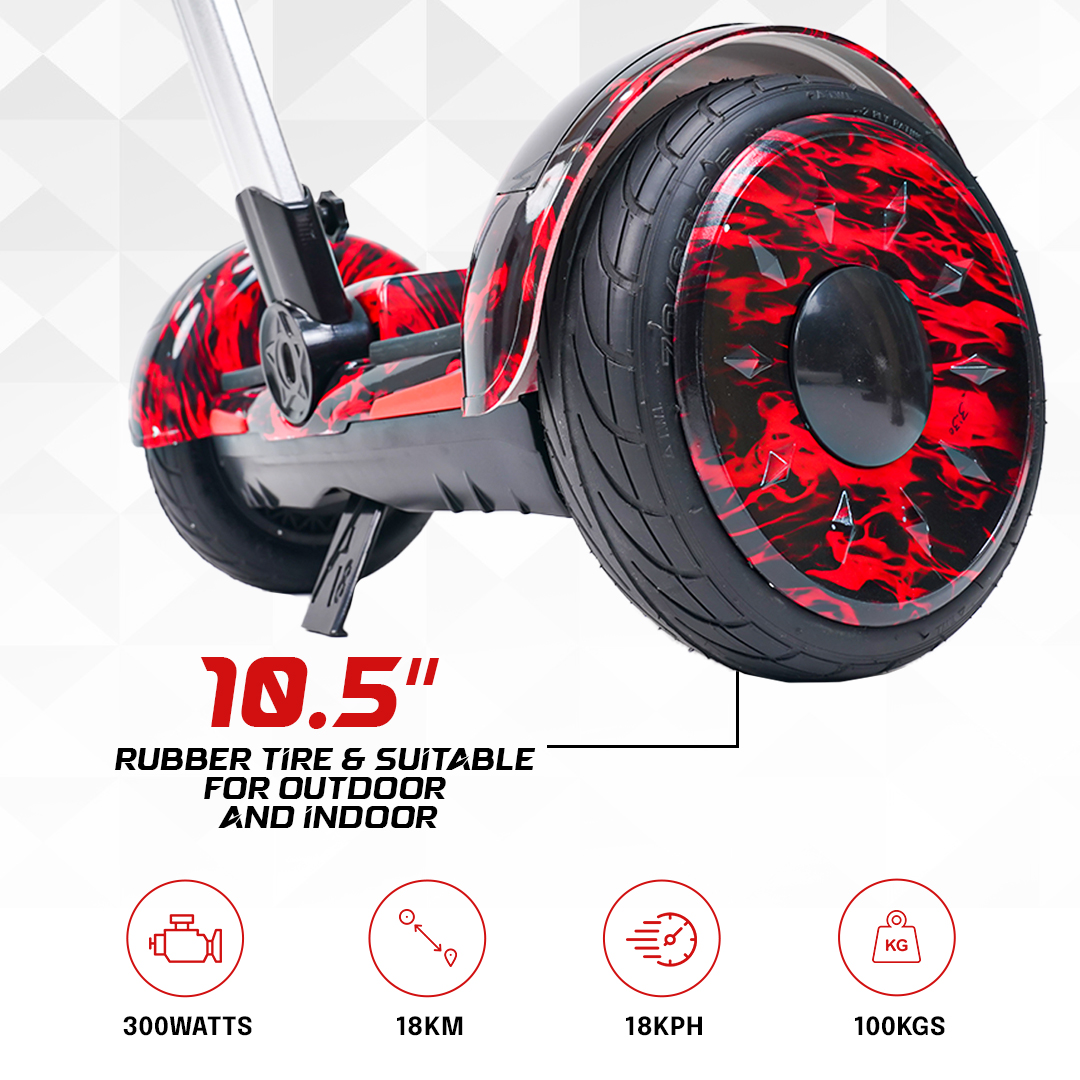 10.5"
RUBBER TIRE & SUITABLE
FOR OUTDOOR
AND INDOOR
KG
300WATTS
18KM
18KPH
100KGS